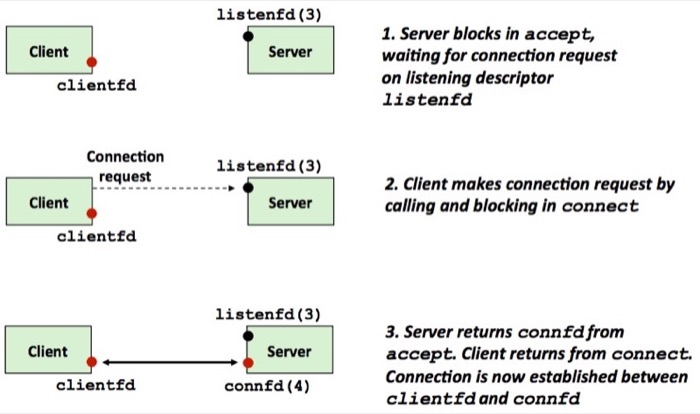 listenfd(3)
Client
Server
clientfd
1. Server blocks in accept,
waiting for connection request
on listening descriptor
listenfd
Connection
request
listenfd(3)
Client
Server
clientfd
2. Client makes connection request by
calling and blocking in connect
listenfd(3)
Client
Server
clientfd
connfd(4)
3. Server returns connfd from
accept. Client returns from connect.
Connection is now established between
clientfd and connfd